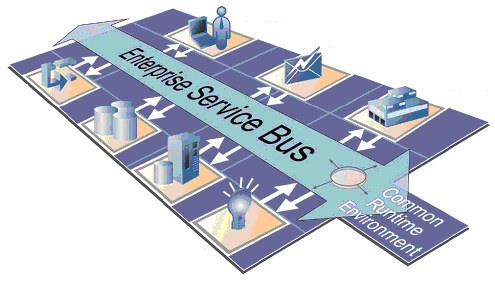 Enterprise Service Bus
Common
Runtime
Environment